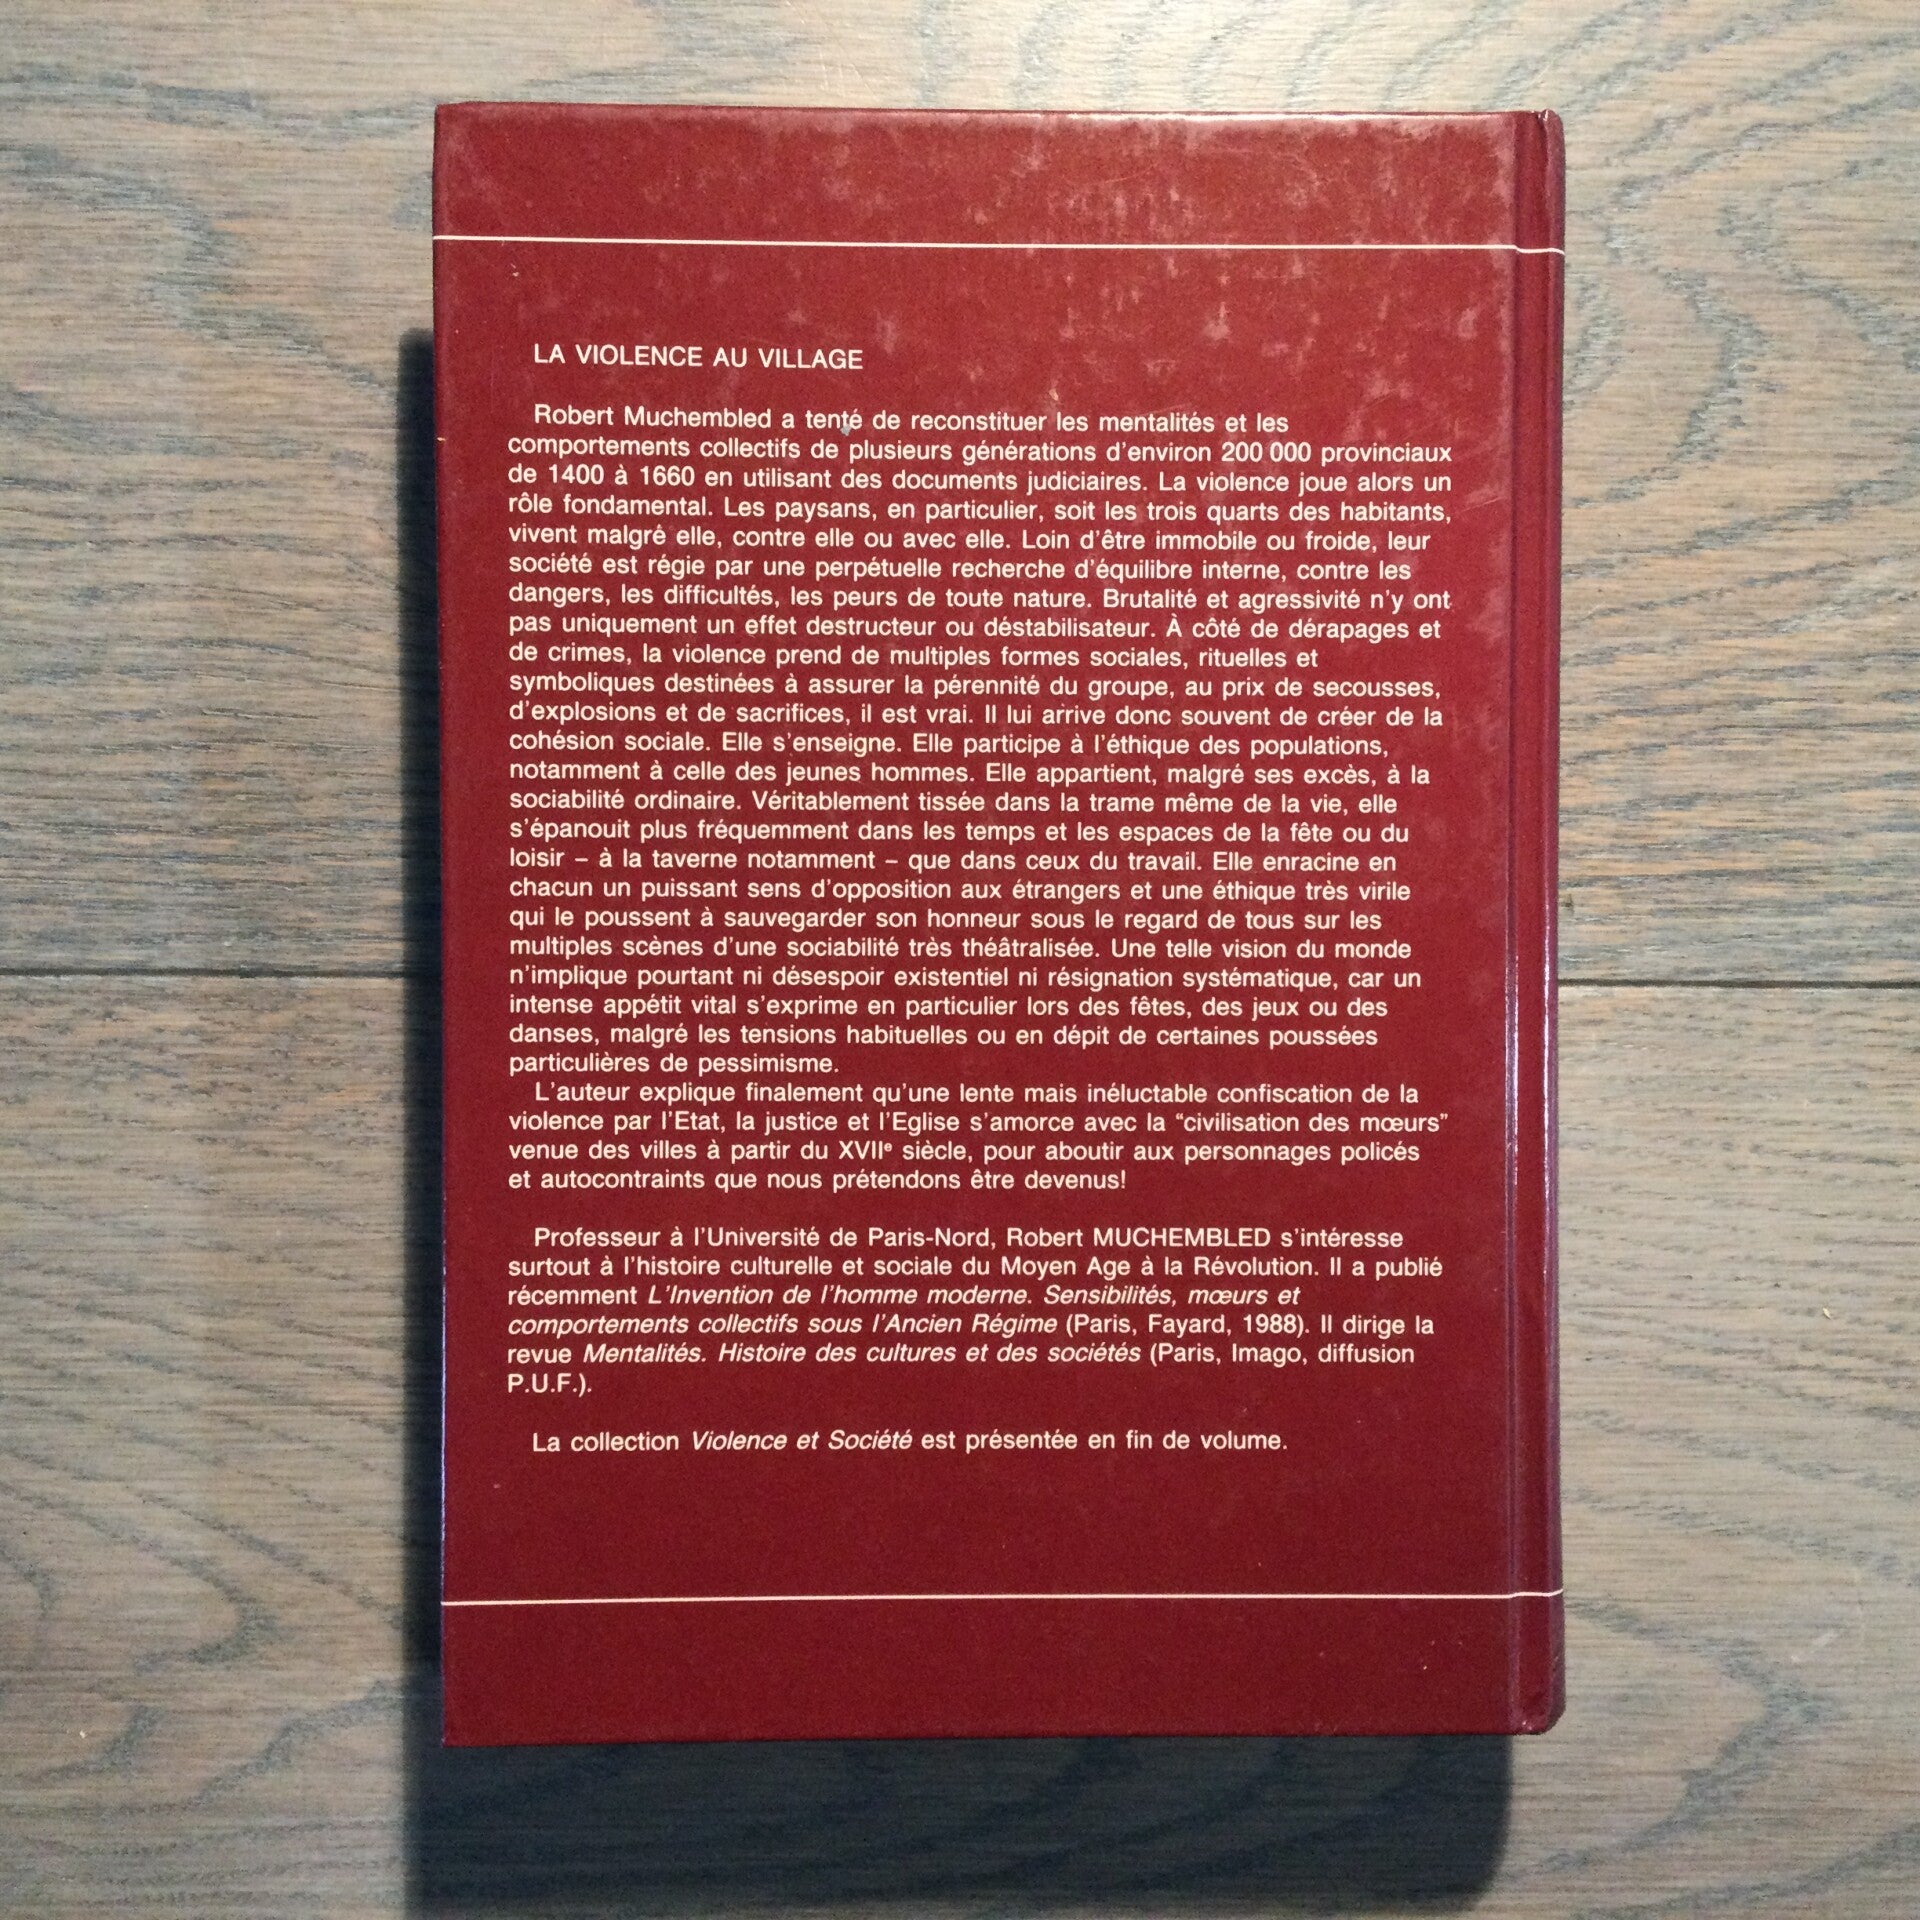 LA VIOLENCE AU VILLAGE
Robert Muchembled a tenté de reconstituer les mentalités et les
comportements collectifs de plusieurs générations d'environ 200 000 provinciaux
de 1400 à 1660 en utilisant des documents judiciaires. La violence joue alors un
rôle fondamental. Les paysans, en particulier, soit les trois quarts des habitants,
vivent malgré elle, contre elle ou avec elle. Loin d'être immobile ou froide, leur
société est régie par une perpétuelle recherche d'équilibre interne, contre les
dangers, les difficultés, les peurs de toute nature. Brutalité et agressivité n'y ont
pas uniquement un effet destructeur ou déstabilisateur. À côté de dérapages et
de crimes, la violence prend de multiples formes sociales, rituelles et
symboliques destinées à assurer la pérennité du groupe, au prix de secousses,
d'explosions et de sacrifices, il est vrai. Il lui arrive donc souvent de créer de la
cohésion sociale. Elle s'enseigne. Elle participe à l'éthique des populations,
notamment à celle des jeunes hommes. Elle appartient, malgré ses excès, à la
sociabilité ordinaire. Véritablement tissée dans la trame même de la vie, elle
s'épanouit plus fréquemment dans les temps et les espaces de la fête ou du
loisir – à la taverne notamment – que dans ceux du travail. Elle enracine en
chacun un puissant sens d'opposition aux étrangers et une éthique très virile
qui le poussent à sauvegarder son honneur sous le regard de tous sur les
multiples scènes d'une sociabilité très théâtralisée. Une telle vision du monde
n'implique pourtant ni désespoir existentiel ni résignation systématique, car un
intense appétit vital s'exprime en particulier lors des fêtes, des jeux ou des
danses, malgré les tensions habituelles ou en dépit de certaines poussées
particulières de pessimisme.
L'auteur explique finalement qu'une lente mais inéluctable confiscation de la
violence par l'Etat, la justice et l'Eglise s'amorce avec la "civilisation des mœurs"
venue des villes à partir du XVIIe siècle, pour aboutir aux personnages policés
et autocontraints que nous prétendons être devenus!
Professeur à l'Université de Paris-Nord, Robert MUCHEMBLED s'intéresse
surtout à l'histoire culturelle et sociale du Moyen Age à la Révolution. Il a publié
récemment L'Invention de l'homme moderne. Sensibilités, mœurs et
comportements collectifs sous l'Ancien Régime (Paris, Fayard, 1988). Il dirige la
revue Mentalités. Histoire des cultures et des sociétés (Paris, Imago, diffusion
P.U.F.).
La collection Violence et Société est présentée en fin de volume.